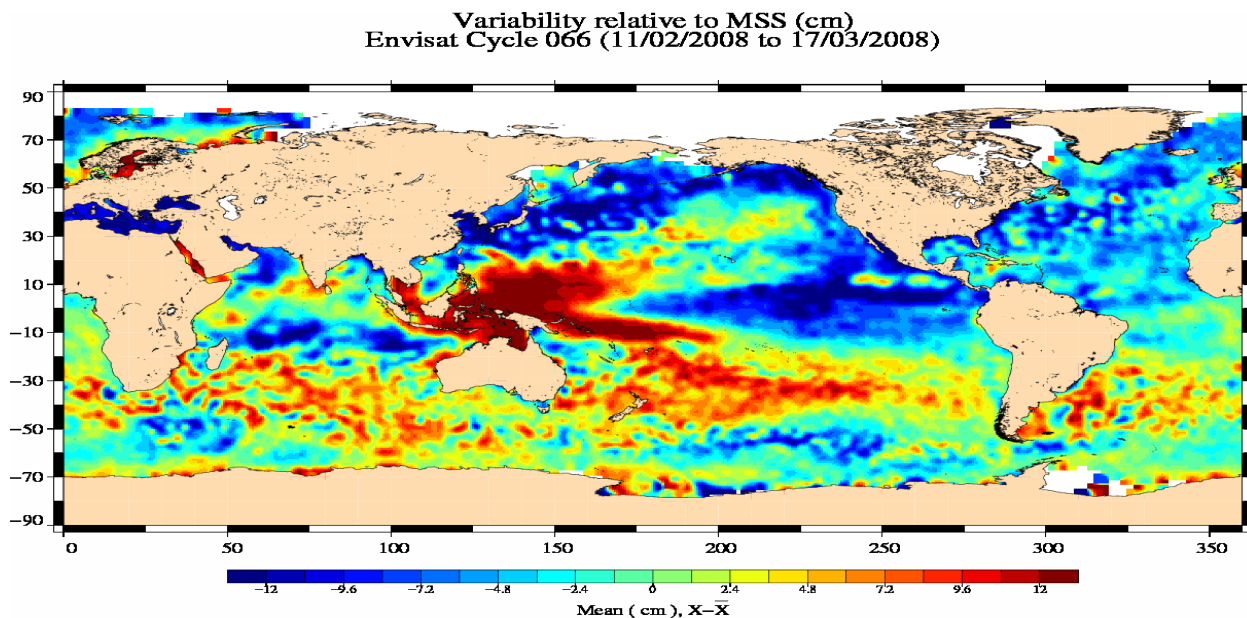 Variability relative to MSS (cm)
Envisat Cycle 066 (11/02/2008 to 17/03/2008)
90
70
50
30
10
−10
−30
−50
−70
−90
0 50 100 150 200 250 300 350
−12 −9.6 −7.2 −4.8 −2.4 0 2.4 4.8 7.2 9.6 12
Mean ( cm ), X−X̅